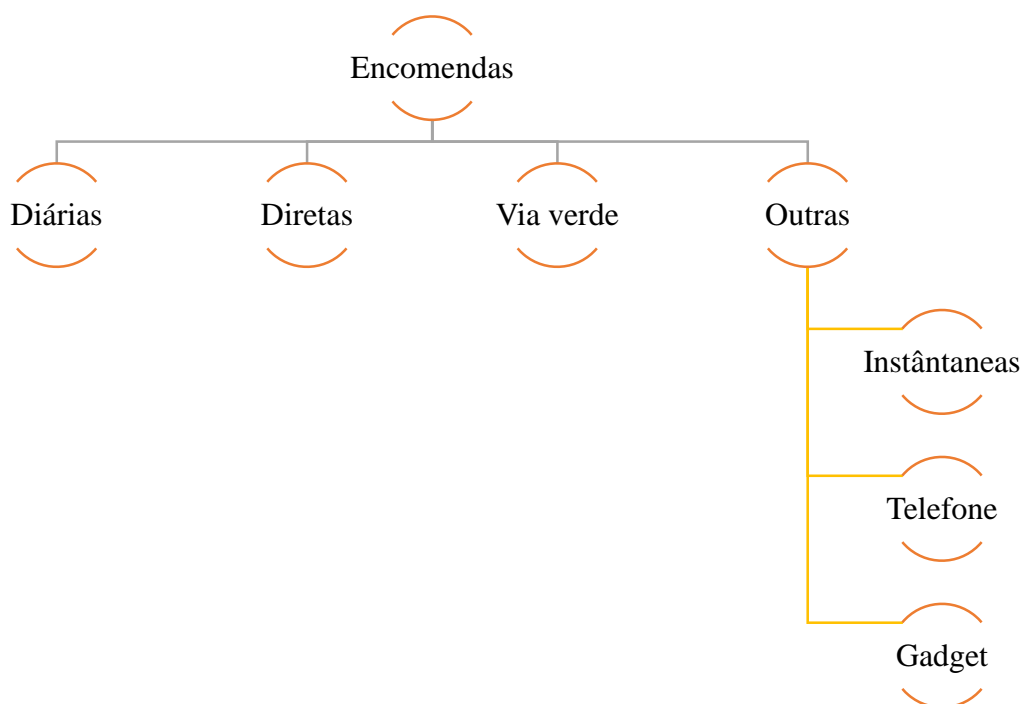 Encomendas
Diárias
Diretas
Via verde
Outras
Instântaneas
Telefone
Gadget